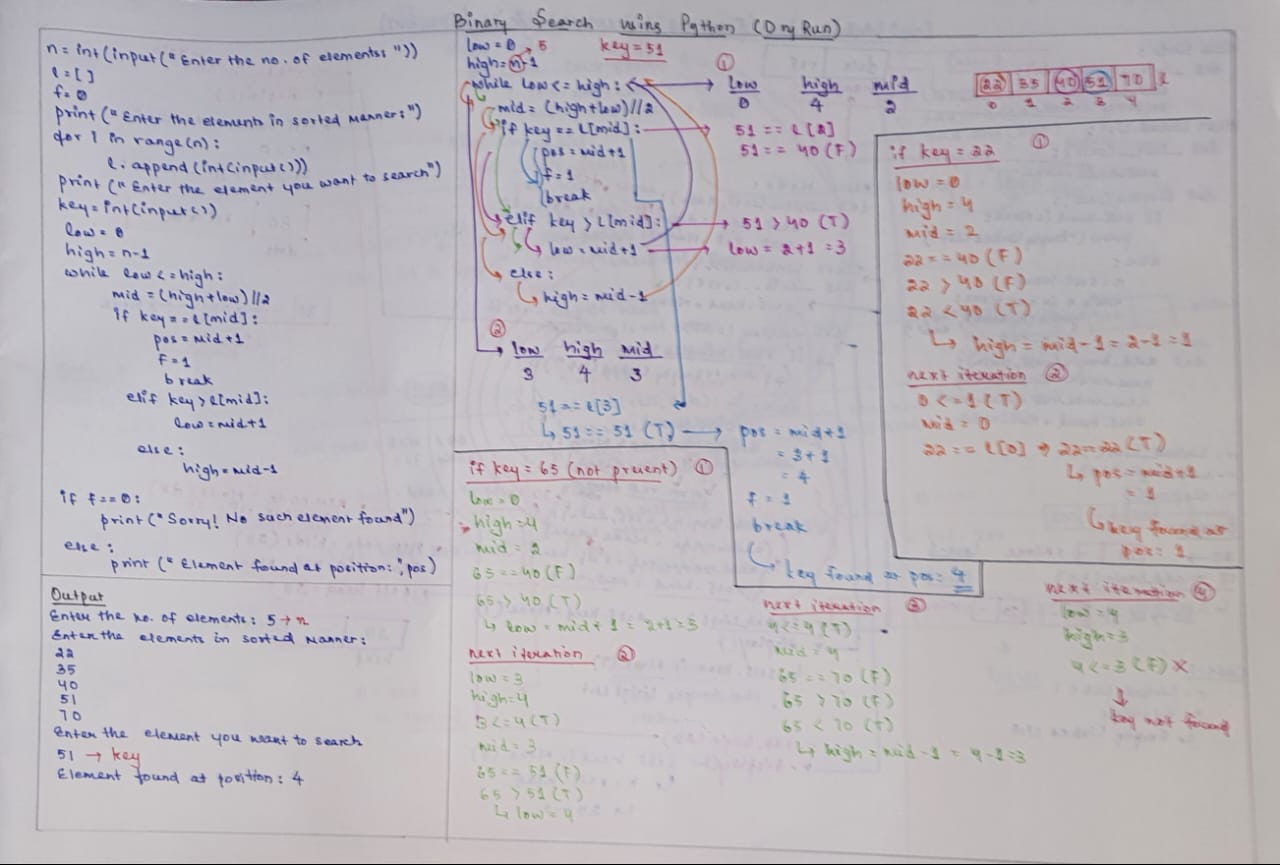 Binary Search using Python (Dry Run)
n = int(input("Enter the no. of elements: "))
l = [ ]
f = 0
print("Enter the elements in sorted manner:")
for i in range(n):
l. append (int(input()))
print ("Enter the element you want to search")
key = int(input())
low = 0
high = n-1
while low <= high:
mid = (high+low)//2
if key == l[mid]:
pos = mid+1
f = 1
break
elif key > l[mid]:
low = mid+1
else:
high = mid-1
if f == 0:
print ("Sorry! No such element found")
else:
print ("Element found at position: ", pos)
Output
Enter the no. of elements: 5 → n
Enter the elements in sorted manner:
22
35
40
51
70
Enter the element you want to search
51 → key
Element found at position: 4
low = 0
5
key = 51
high = n-1
while low <= high:
mid = (high+low)//2
if key == l[mid]:
pos = mid+1
f = 1
break
elif key > l[mid]:
low = mid+1
else:
high = mid-1
①
low high mid
0 4 2
51 == l[2]
51 == 40 (F)
51 > 40 (T)
low = 2+1 = 3
22 35 40 51 70 l
0 1 2 3 4
②
low high mid
3 4 3
51 == l[3]
↳ 51 == 51 (T) → pos = mid+1
= 3+1
= 4
f = 1
break
key found at pos: 4
if key = 22 ①
low = 0
high = 4
mid = 2
22 == 40 (F)
22 > 40 (F)
22 < 40 (T)
↳ high = mid-1 = 2-1 = 1
next iteration ②
0 <= 1 (T)
mid = 0
22 == l[0] → 22 == 22 (T)
↳ pos = mid+1
= 1
↳ key found at
pos: 1
if key = 65 (not present) ①
low = 0
high = 4
mid = 2
65 == 40 (F)
65 > 40 (T)
↳ low = mid+1 = 2+1 = 3
next iteration ②
low = 3
high = 4
3 <= 4 (T)
mid = 3
65 == 51 (F)
65 > 51 (T)
↳ low = 4
next iteration ③
4 <= 4 (T)
mid = 4
65 == 70 (F)
65 > 70 (F)
65 < 70 (T)
↳ high = mid-1 = 4-1 = 3
next iteration ④
low = 4
high = 3
4 <= 3 (F) ×
↓
key not found